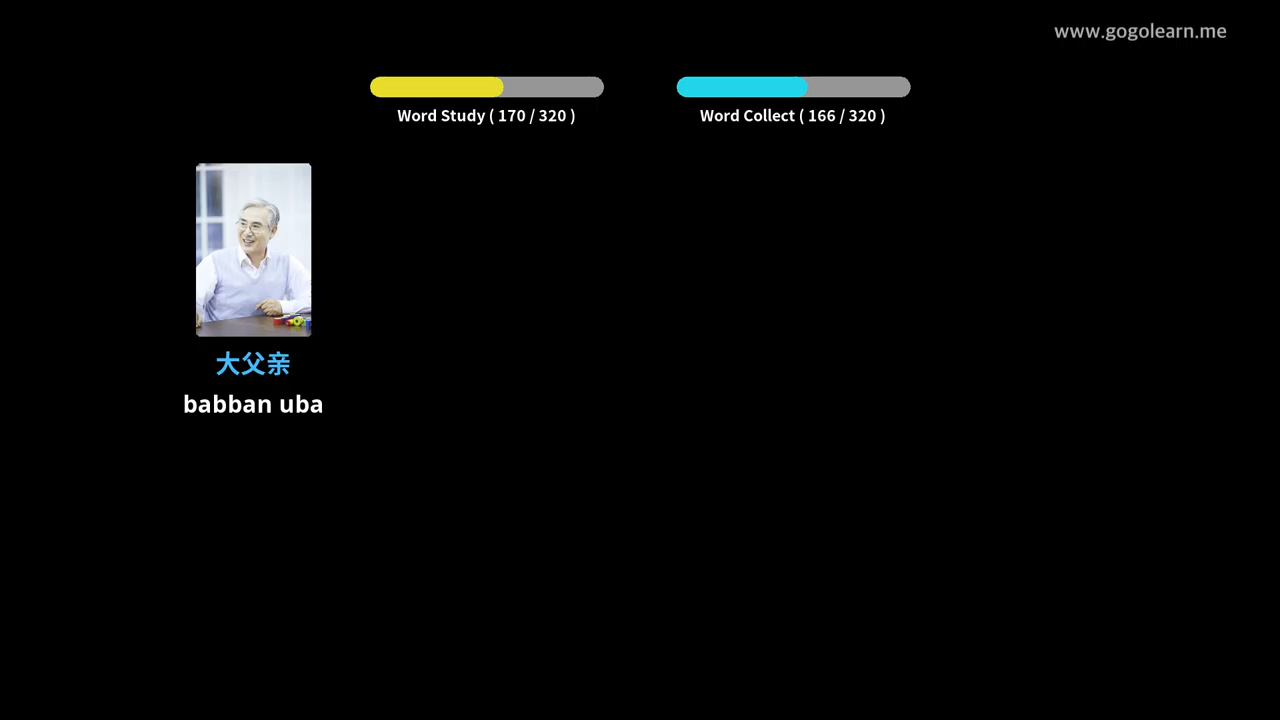 www.gogolearn.me
Word Study ( 170 / 320 )
Word Collect ( 166 / 320 )
大父亲
babban uba